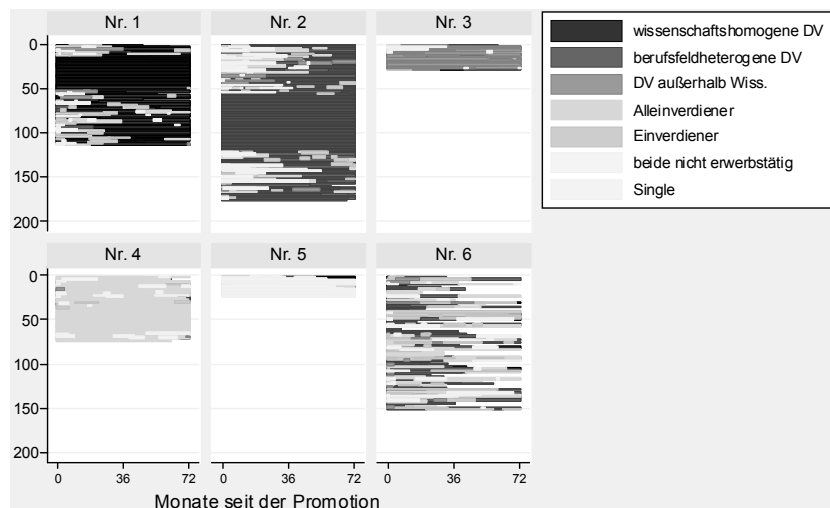 Nr. 1
Nr. 2
Nr. 3
0
50
100
150
200
Nr. 4
Nr. 5
Nr. 6
0
50
100
150
200
0
36
72
0
36
72
0
36
72
Monate seit der Promotion
wissenschaftshomogene DV
berufsfeldheterogene DV
DV außerhalb Wiss.
Alleinverdiener
Einverdiener
beide nicht erwerbstätig
Single